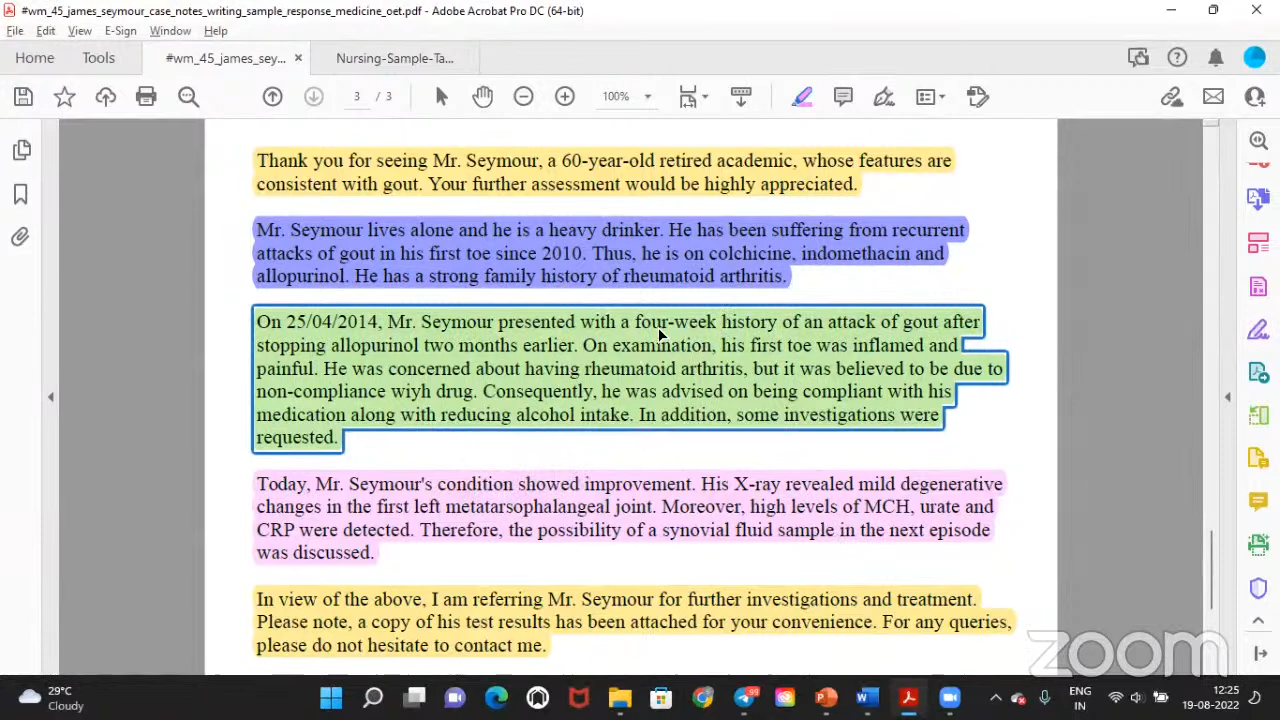 #wm_45_james_seymour_case_notes_writing_sample_response_medicine_oet.pdf - Adobe Acrobat Pro DC (64-bit)
File Edit View E-Sign Window Help
Home Tools #wm_45_james_sey... × Nursing-Sample-Ta...
3 / 3 100%
Thank you for seeing Mr. Seymour, a 60-year-old retired academic, whose features are
consistent with gout. Your further assessment would be highly appreciated.
Mr. Seymour lives alone and he is a heavy drinker. He has been suffering from recurrent
attacks of gout in his first toe since 2010. Thus, he is on colchicine, indomethacin and
allopurinol. He has a strong family history of rheumatoid arthritis.
On 25/04/2014, Mr. Seymour presented with a four-week history of an attack of gout after
stopping allopurinol two months earlier. On examination, his first toe was inflamed and
painful. He was concerned about having rheumatoid arthritis, but it was believed to be due to
non-compliance wiyh drug. Consequently, he was advised on being compliant with his
medication along with reducing alcohol intake. In addition, some investigations were
requested.
Today, Mr. Seymour's condition showed improvement. His X-ray revealed mild degenerative
changes in the first left metatarsophalangeal joint. Moreover, high levels of MCH, urate and
CRP were detected. Therefore, the possibility of a synovial fluid sample in the next episode
was discussed.
In view of the above, I am referring Mr. Seymour for further investigations and treatment.
Please note, a copy of his test results has been attached for your convenience. For any queries,
please do not hesitate to contact me.
zoom
29°C
Cloudy
99
ENG
IN
12:25
19-08-2022